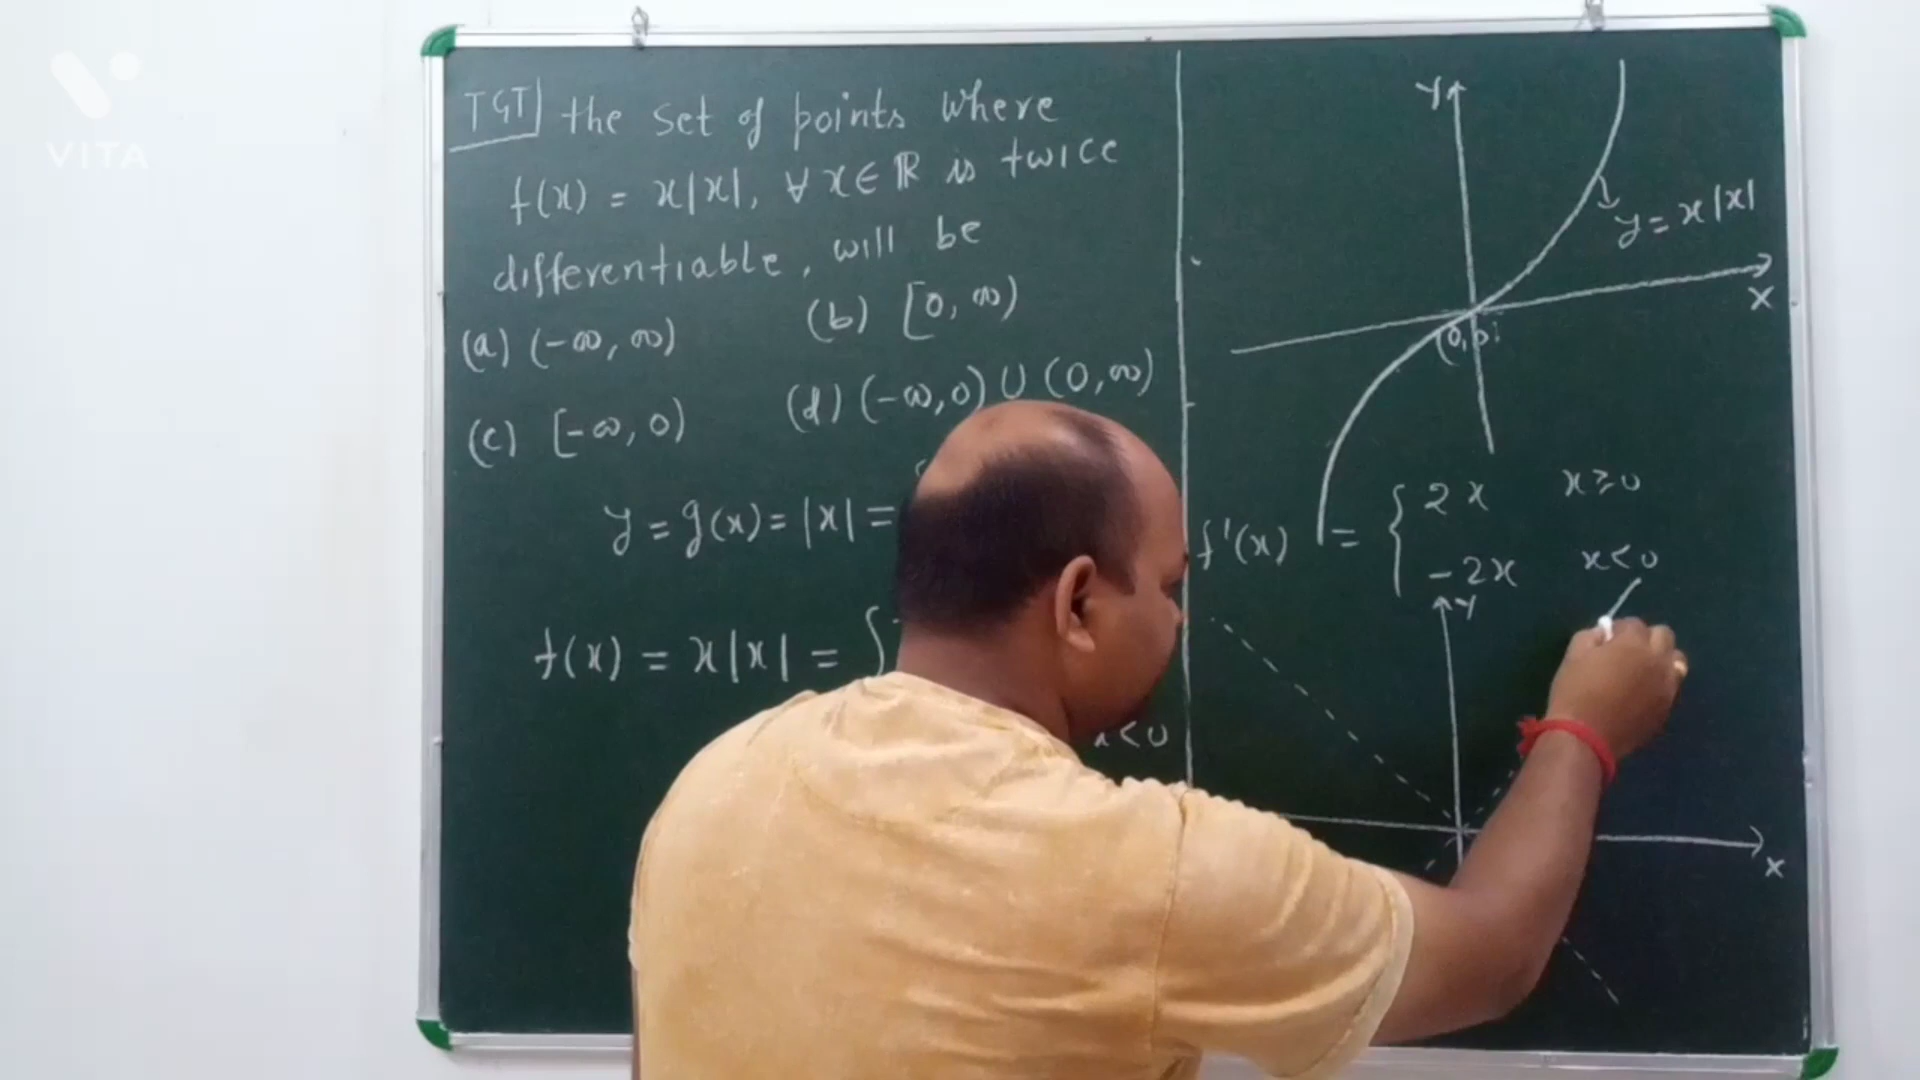 VITA
TGT the set of points where
f(x) = x|x|, ∀ x ∈ ℝ is twice
differentiable, will be
(a) (-∞, ∞) (b) [0, ∞)
(c) [-∞, 0) (d) (-∞, 0) ∪ (0, ∞)
y = g(x) = |x| =
f(x) = x|x| = {
x < 0
Y
y = x|x|
X
(0,0)
f'(x) = { 2x x ≥ 0
-2x x < 0
Y
X